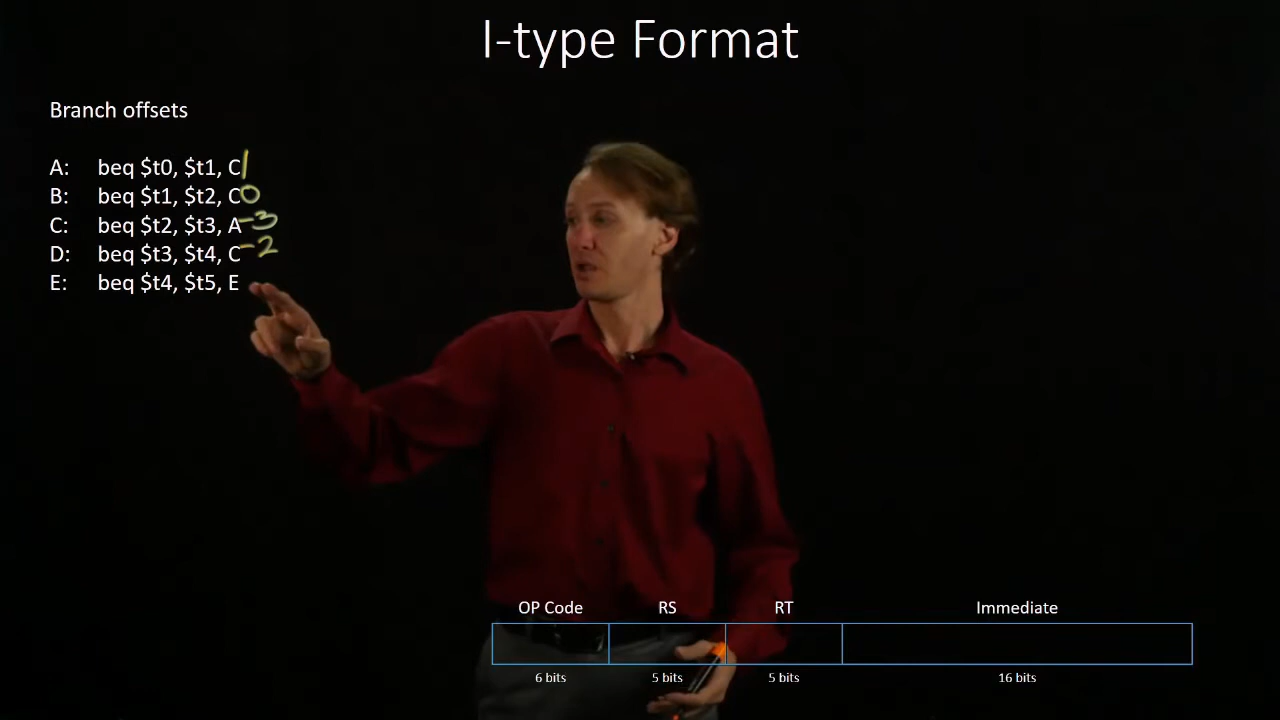 I-type Format
Branch offsets
A: beq $t0, $t1, C 1
B: beq $t1, $t2, C 0
C: beq $t2, $t3, A -3
D: beq $t3, $t4, C -2
E: beq $t4, $t5, E
OP Code RS RT Immediate
6 bits 5 bits 5 bits 16 bits